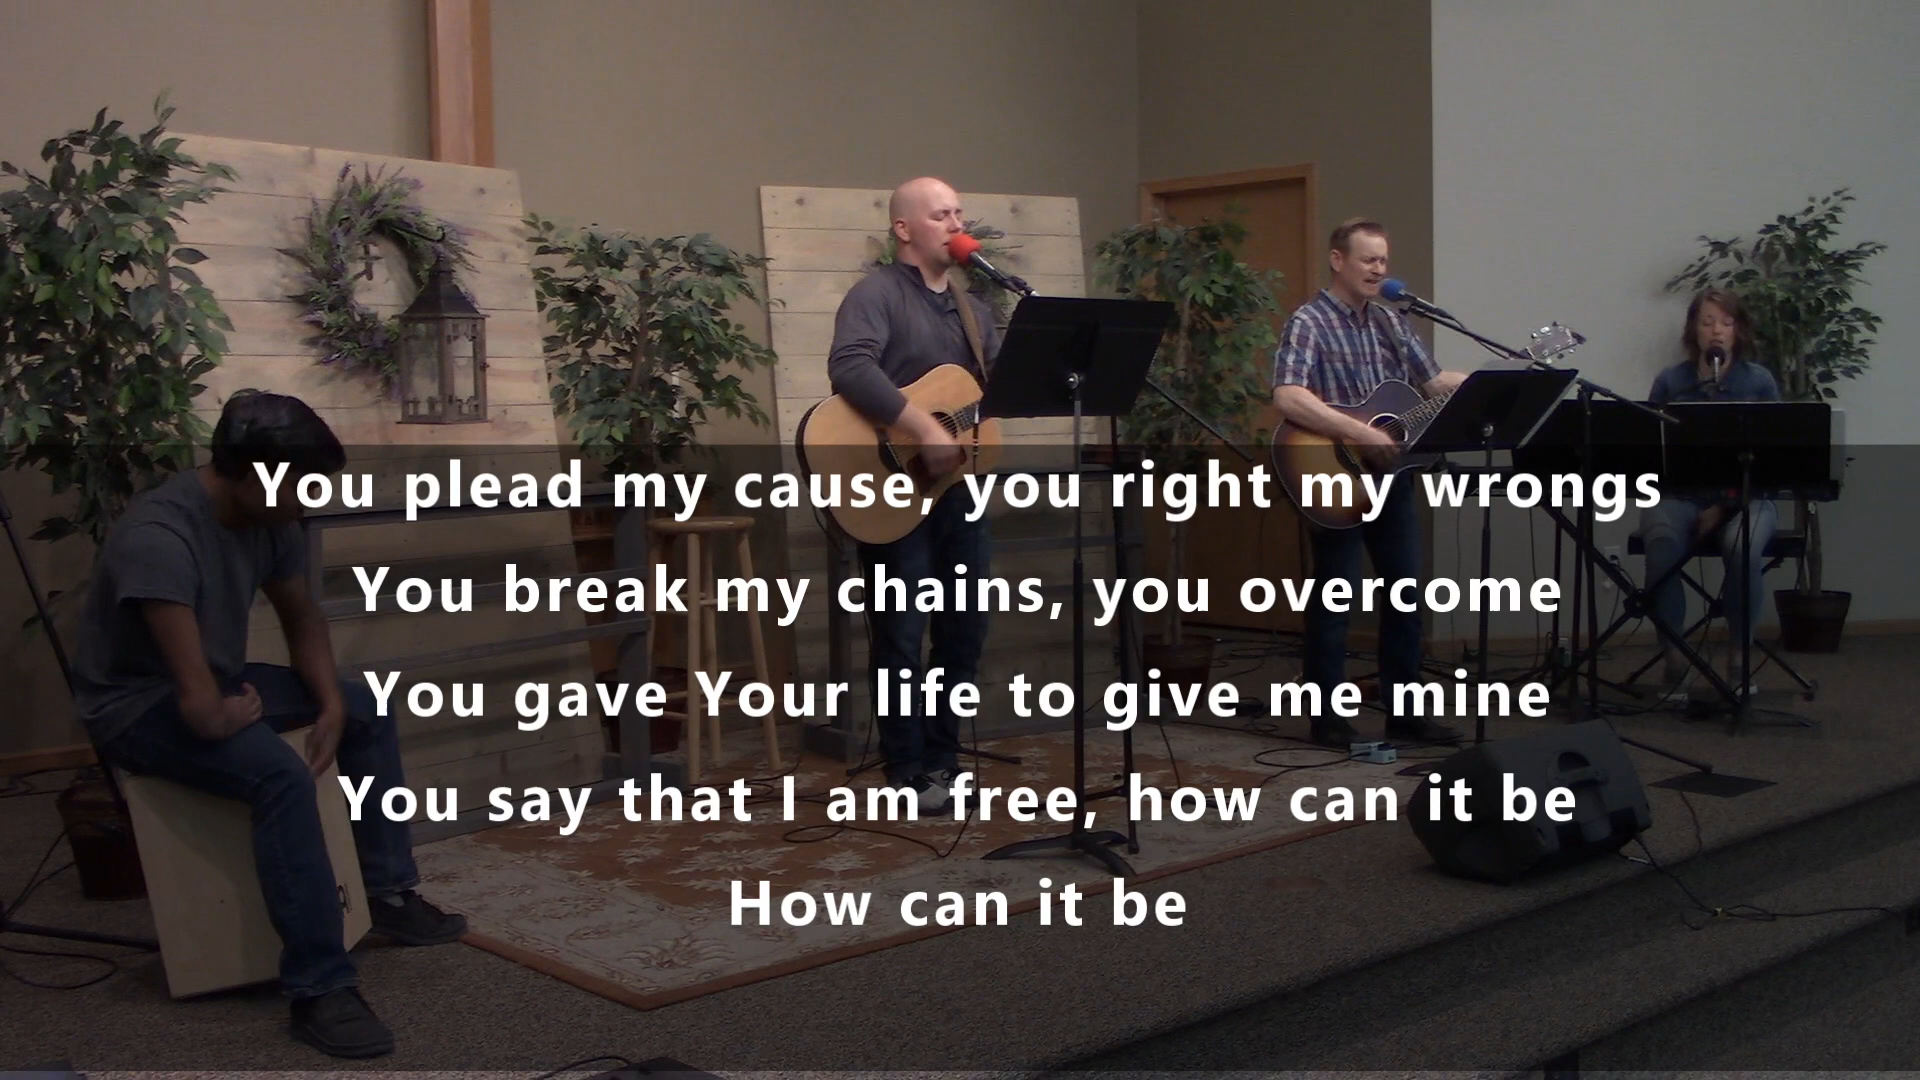 You plead my cause, you right my wrongs
You break my chains, you overcome
You gave Your life to give me mine
You say that I am free, how can it be
How can it be